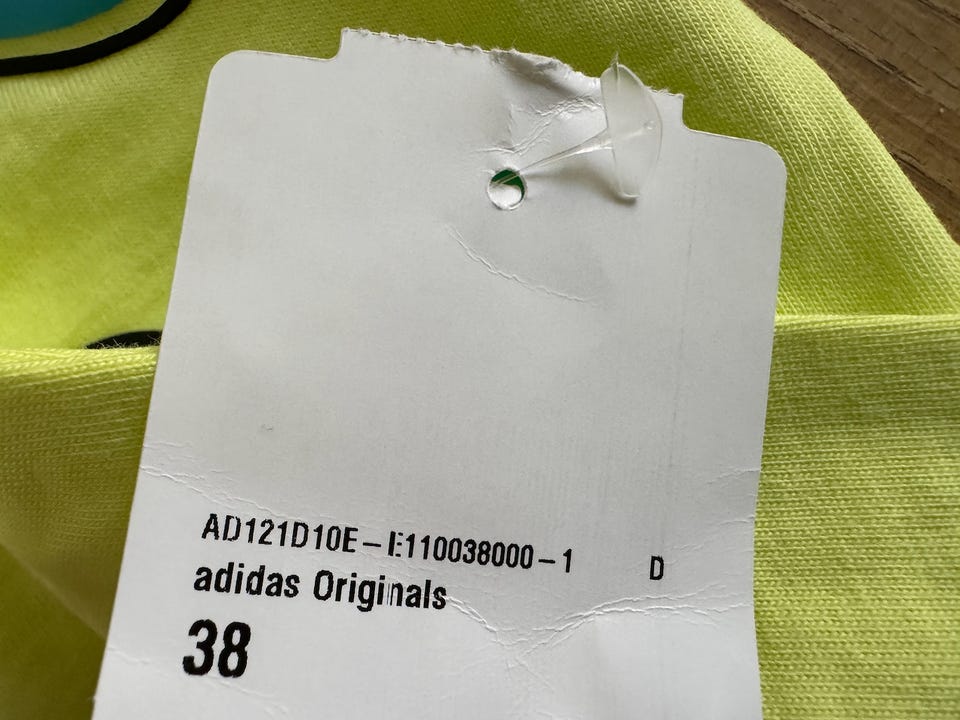 AD121D10E-E110038000-1 D
adidas Originals
38